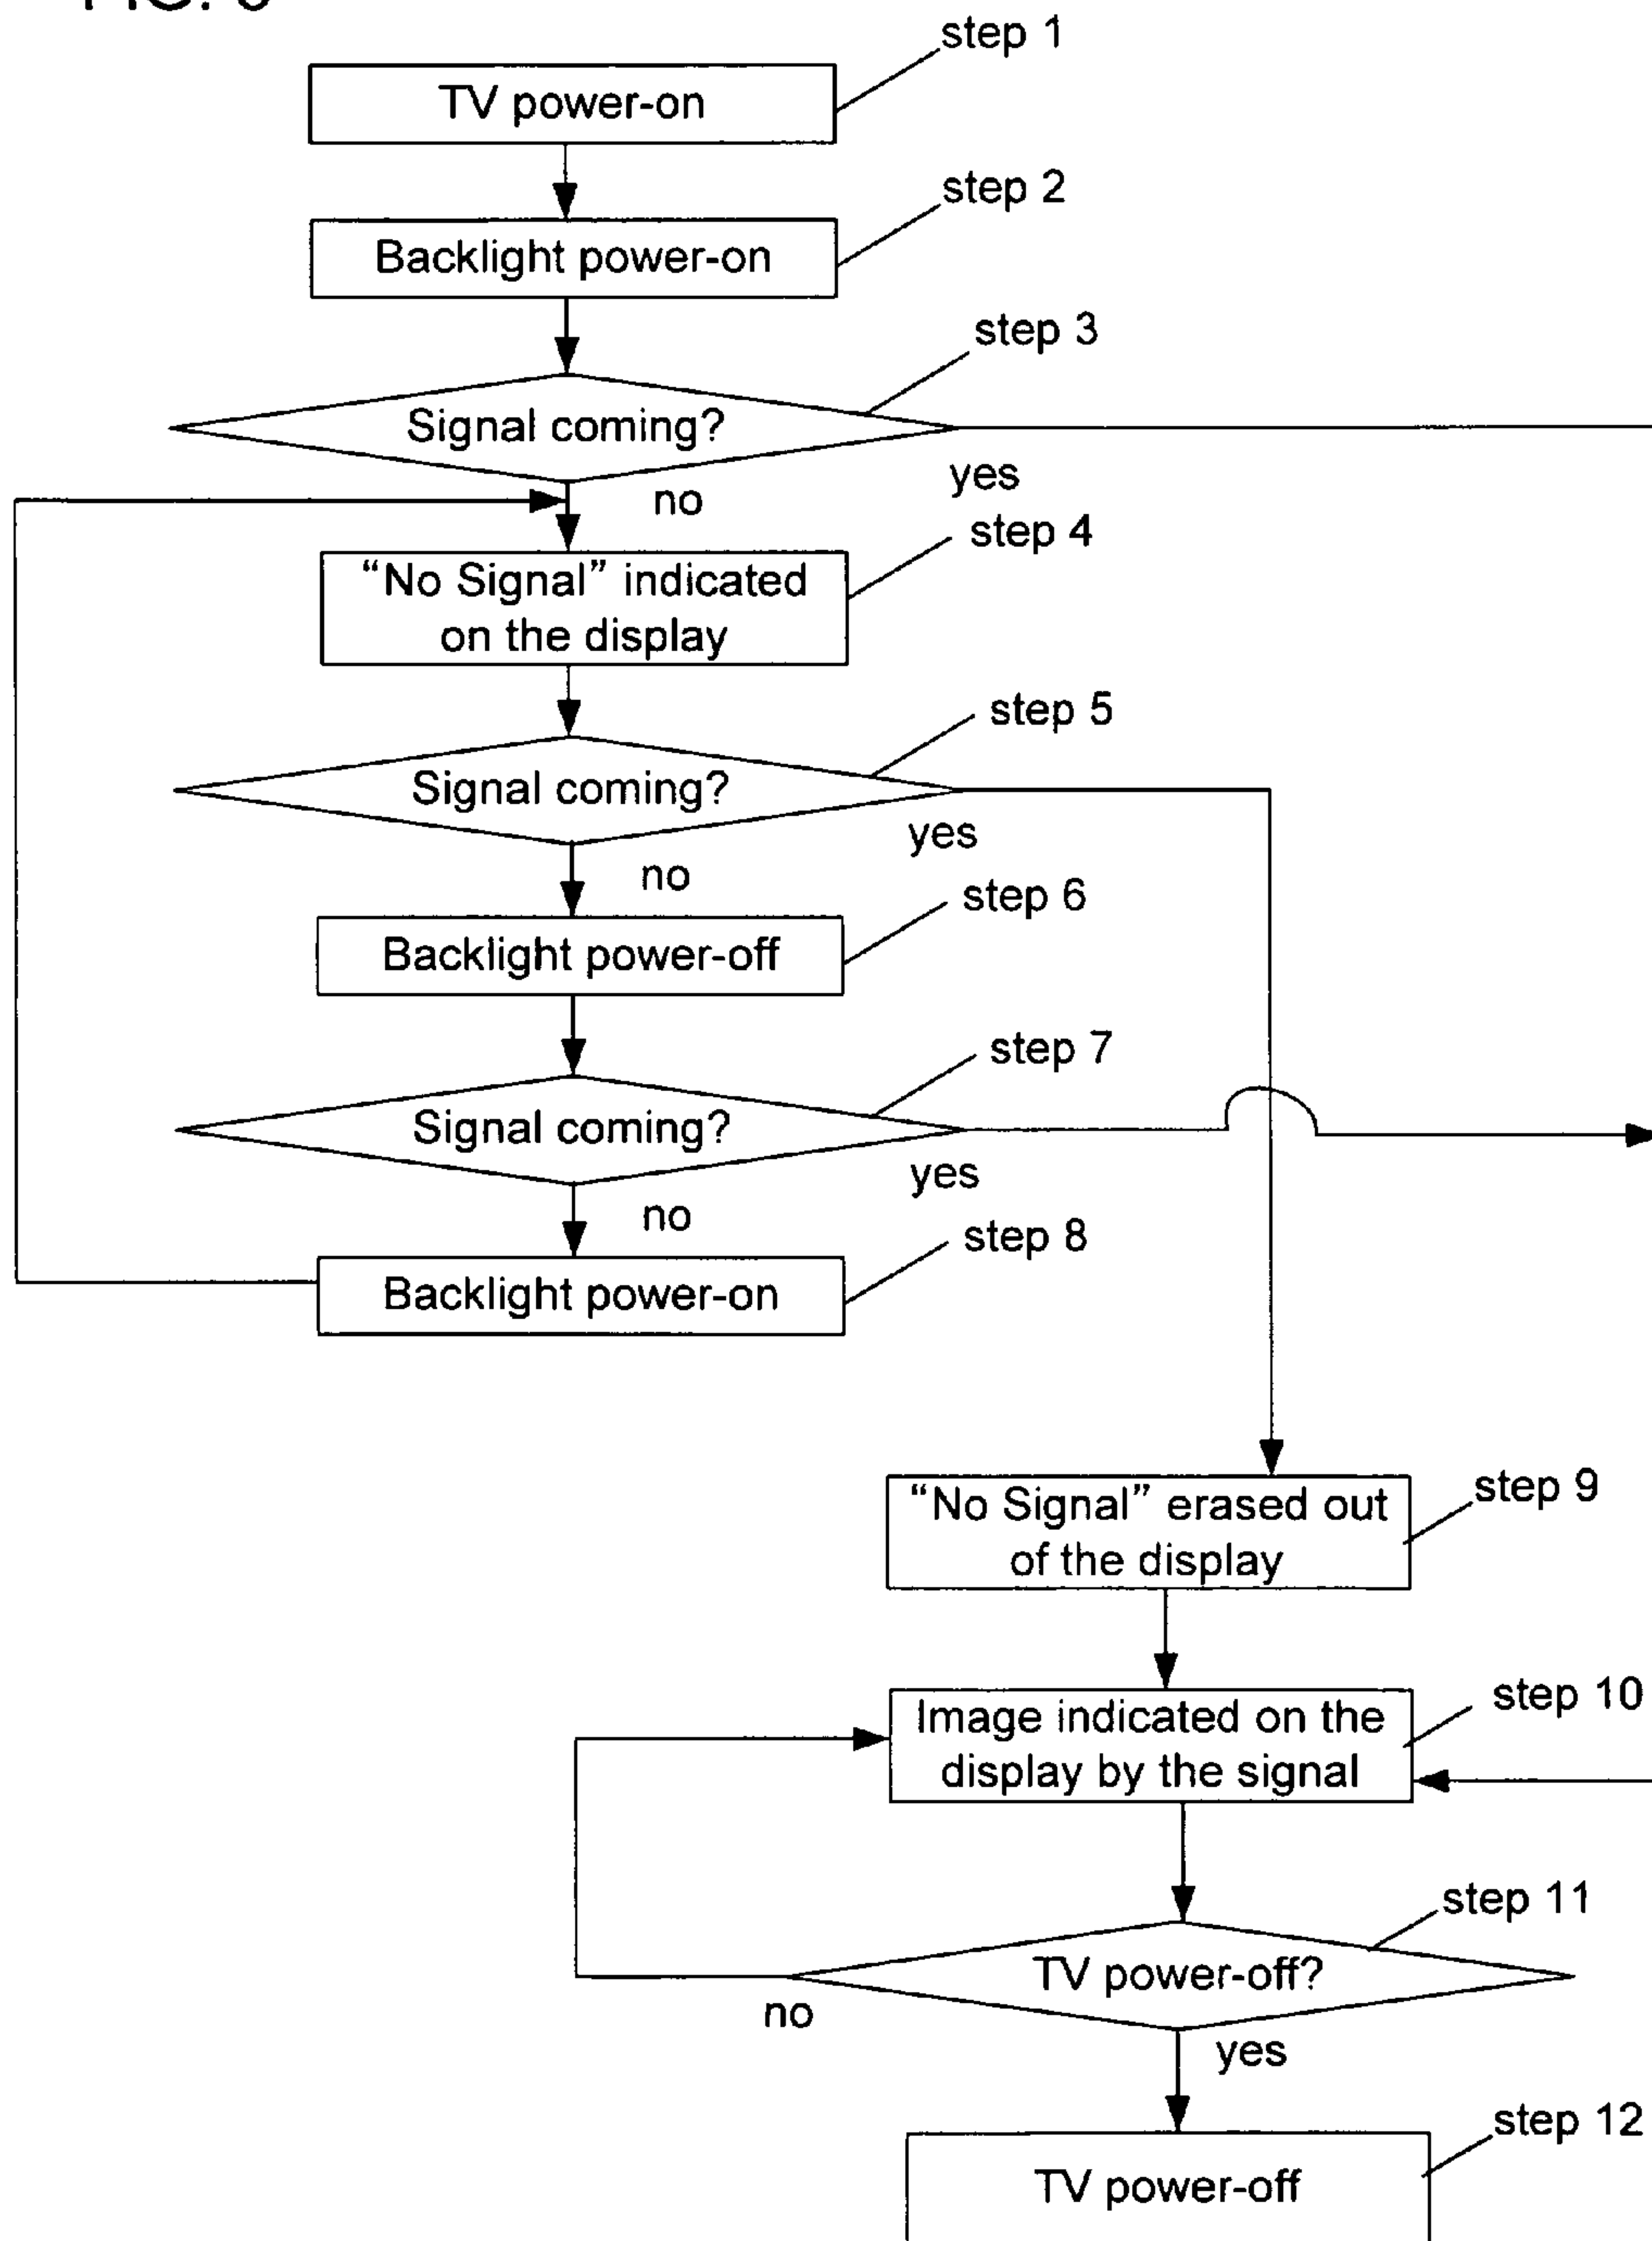 step 1
TV power-on
step 2
Backlight power-on
step 3
Signal coming?
yes
no
step 4
“No Signal” indicated
on the display
step 5
Signal coming?
yes
no
step 6
Backlight power-off
step 7
Signal coming?
yes
no
step 8
Backlight power-on
step 9
“No Signal” erased out
of the display
step 10
Image indicated on the
display by the signal
step 11
TV power-off?
no
yes
step 12
TV power-off